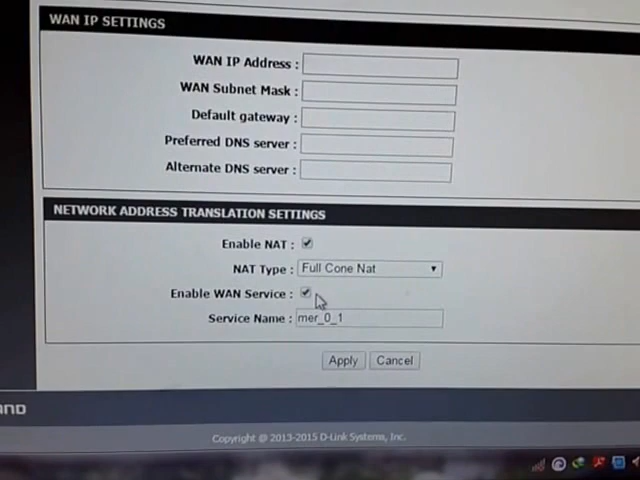 WAN IP SETTINGS
WAN IP Address :
WAN Subnet Mask :
Default gateway :
Preferred DNS server :
Alternate DNS server :
NETWORK ADDRESS TRANSLATION SETTINGS
Enable NAT :
NAT Type : Full Cone Nat
Enable WAN Service :
Service Name : mer_0_1
Apply Cancel
AND
Copyright @ 2013-2015 D-Link Systems, Inc.